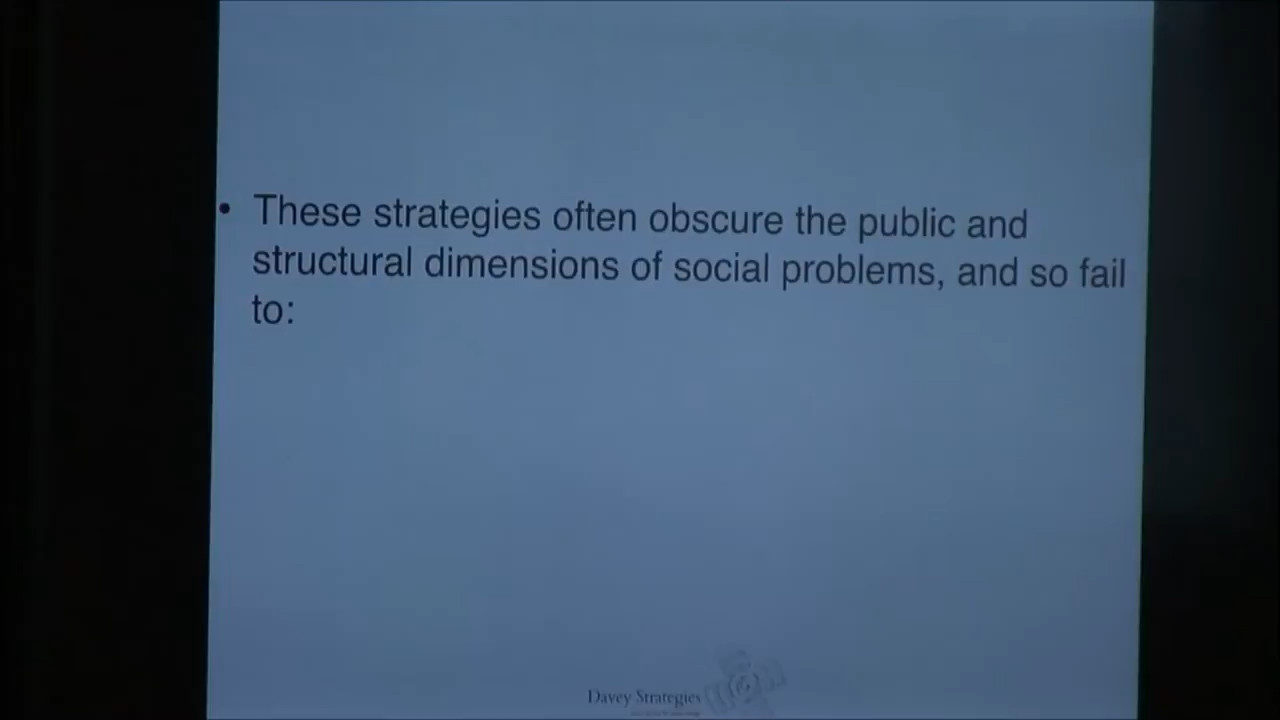 • These strategies often obscure the public and
structural dimensions of social problems, and so fail
to:
Davey Strategies